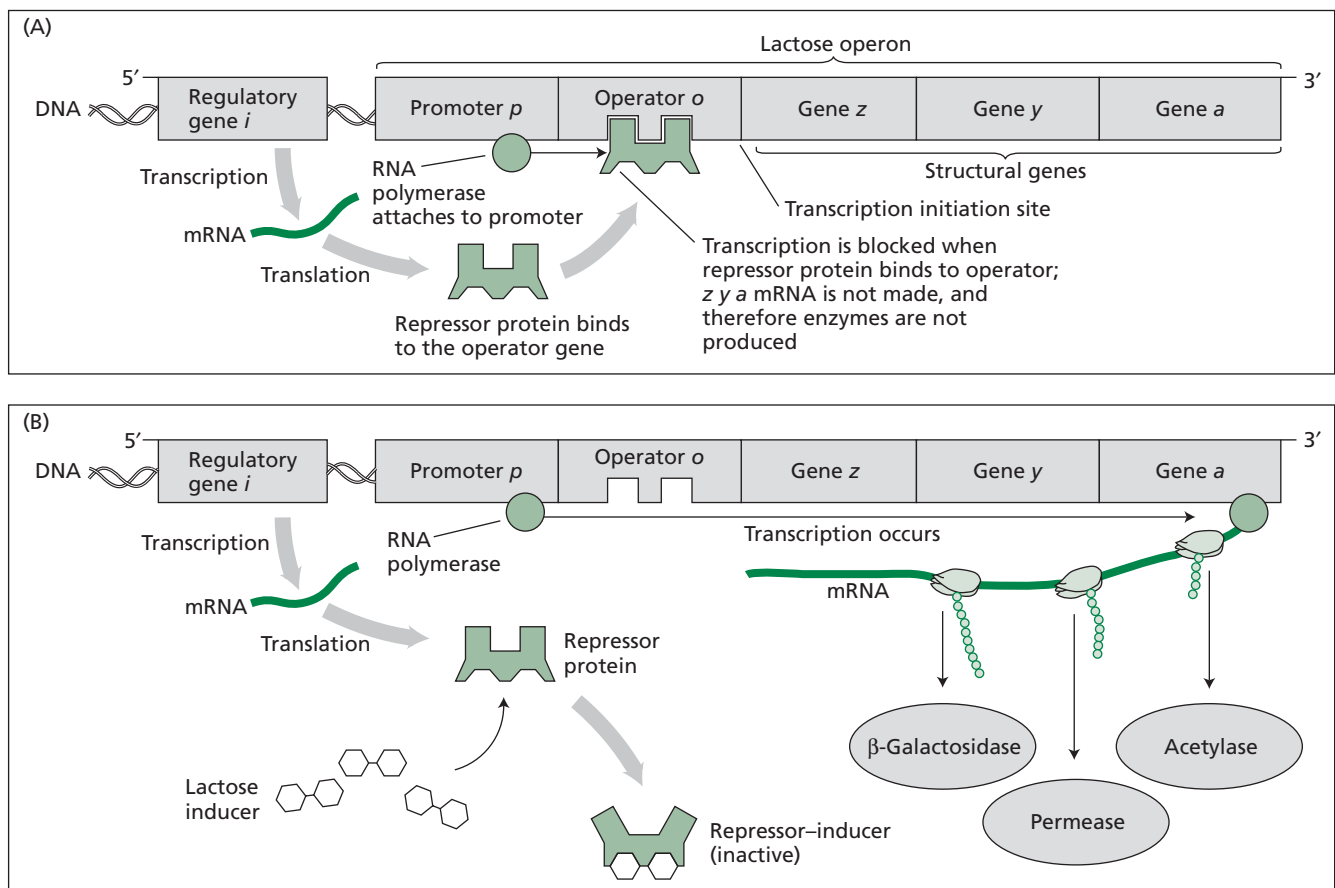 (A)
Lactose operon
5′
3′
DNA
Regulatory
gene i
Promoter p
Operator o
Gene z
Gene y
Gene a
Structural genes
Transcription
RNA
polymerase
attaches to promoter
Transcription initiation site
mRNA
Translation
Transcription is blocked when
repressor protein binds to operator;
z y a mRNA is not made, and
therefore enzymes are not
produced
Repressor protein binds
to the operator gene
(B)
5′
3′
DNA
Regulatory
gene i
Promoter p
Operator o
Gene z
Gene y
Gene a
Transcription
RNA
polymerase
Transcription occurs
mRNA
mRNA
Translation
Repressor
protein
β-Galactosidase
Acetylase
Permease
Lactose
inducer
Repressor–inducer
(inactive)